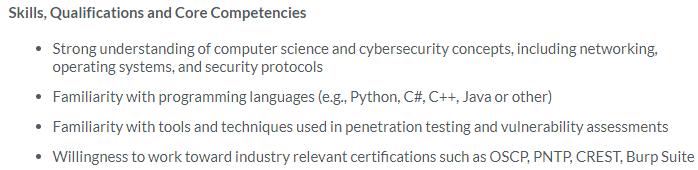 Skills, Qualifications and Core Competencies
• Strong understanding of computer science and cybersecurity concepts, including networking,
operating systems, and security protocols
• Familiarity with programming languages (e.g., Python, C#, C++, Java or other)
• Familiarity with tools and techniques used in penetration testing and vulnerability assessments
• Willingness to work toward industry relevant certifications such as OSCP, PNTP, CREST, Burp Suite